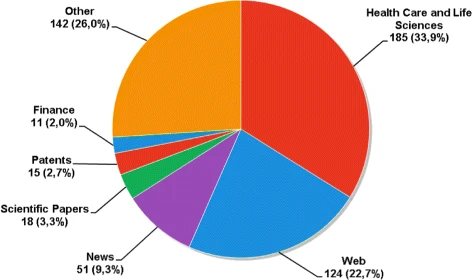 Other
142 (26,0%)
Health Care and Life
Sciences
185 (33,9%)
Finance
11 (2,0%)
Patents
15 (2,7%)
Scientific Papers
18 (3,3%)
News
51 (9,3%)
Web
124 (22,7%)